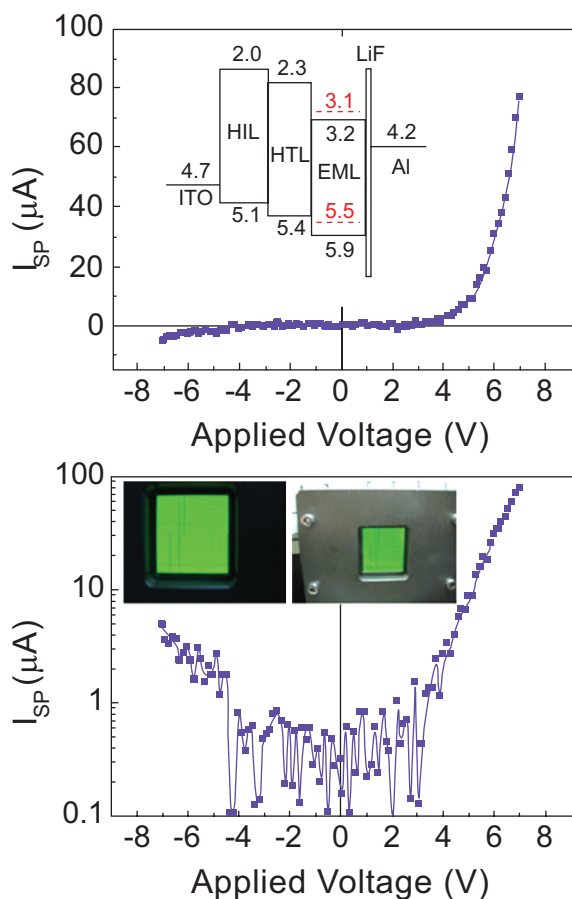 100
80
60
40
20
0
I_SP (μA)
2.0
2.3
LiF
3.1
3.2
4.2
4.7
HIL
HTL
EML
Al
ITO
5.1
5.4
5.5
5.9
-8 -6 -4 -2 0 2 4 6 8
Applied Voltage (V)
100
10
1
0.1
I_SP (μA)
-8 -6 -4 -2 0 2 4 6 8
Applied Voltage (V)